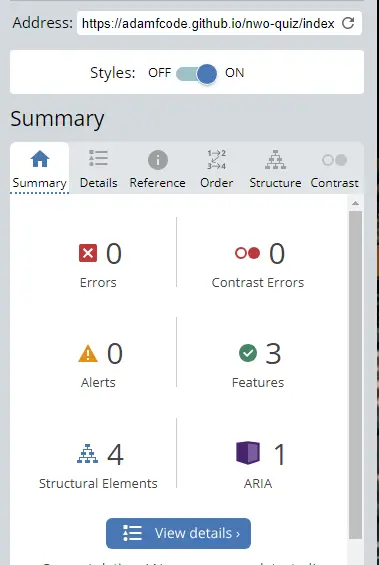 Address: https://adamfcode.github.io/nwo-quiz/index
Styles: OFF ON
Summary
Summary Details Reference Order Structure Contrast
0 0
Errors Contrast Errors
0 3
Alerts Features
4 1
Structural Elements ARIA
View details ›